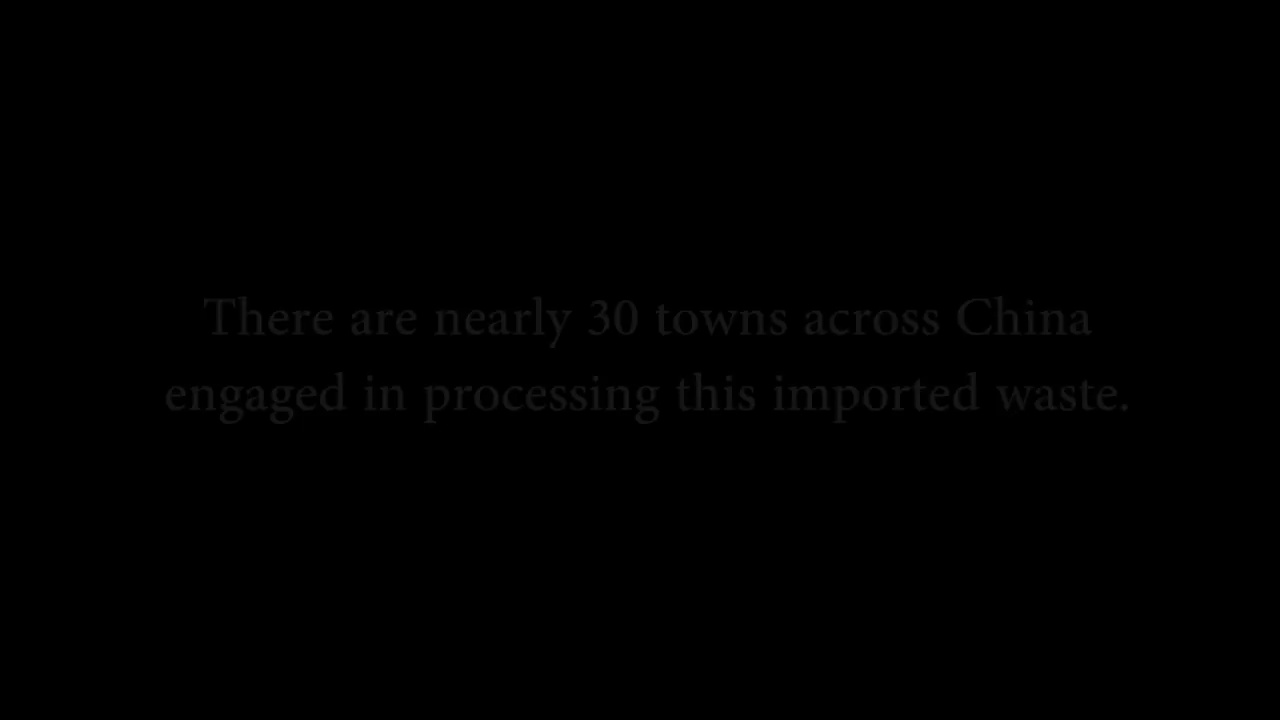 There are nearly 30 towns across China
engaged in processing this imported waste.